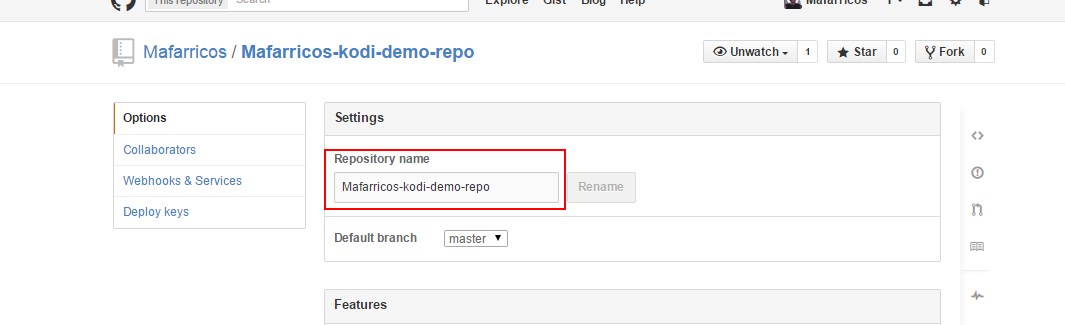 This repository Search Explore Gist Blog Help Mafarricos
Mafarricos / Mafarricos-kodi-demo-repo Unwatch 1 Star 0 Fork 0
Options
Collaborators
Webhooks & Services
Deploy keys
Settings
Repository name
Mafarricos-kodi-demo-repo Rename
Default branch master
Features